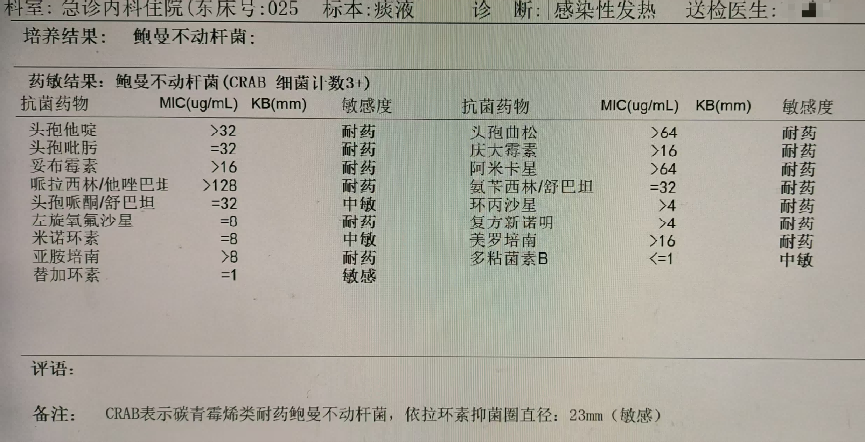 科室: 急诊内科住院(东 床号:025 标本:痰液 诊 断: 感染性发热 送检医生:
培养结果: 鲍曼不动杆菌:
药敏结果: 鲍曼不动杆菌(CRAB 细菌计数3+)
抗菌药物 MIC(ug/mL) KB(mm) 敏感度 抗菌药物 MIC(ug/mL) KB(mm) 敏感度
头孢他啶 >32 耐药 头孢曲松 >64 耐药
头孢吡肟 =32 耐药 庆大霉素 >16 耐药
妥布霉素 >16 耐药 阿米卡星 >64 耐药
哌拉西林/他唑巴坦 >128 耐药 氨苄西林/舒巴坦 =32 耐药
头孢哌酮/舒巴坦 =32 中敏 环丙沙星 >4 耐药
左旋氧氟沙星 =8 耐药 复方新诺明 >4 耐药
米诺环素 =8 中敏 美罗培南 >16 耐药
亚胺培南 >8 耐药 多粘菌素B <=1 中敏
替加环素 =1 敏感
评语:
备注: CRAB表示碳青霉烯类耐药鲍曼不动杆菌, 依拉环素抑菌圈直径: 23mm (敏感)